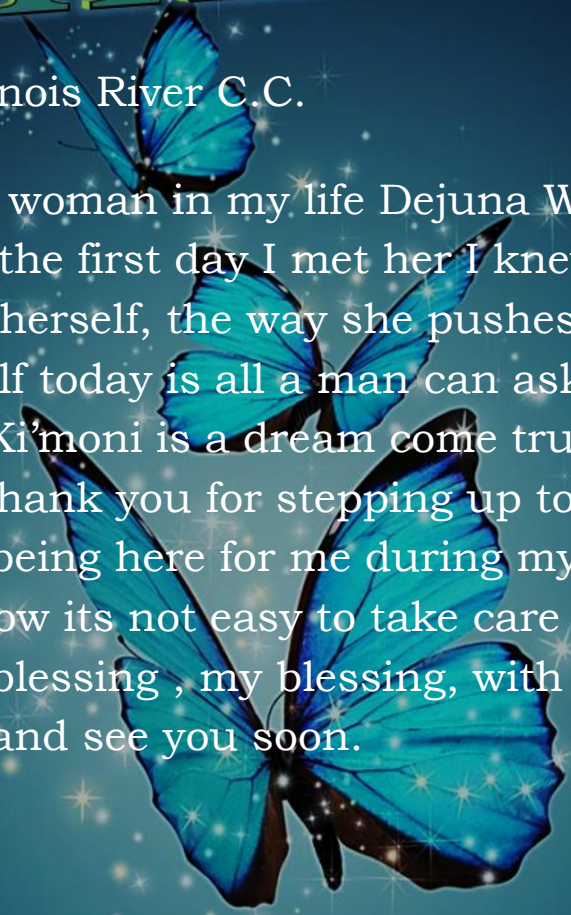 nois River C.C.
woman in my life Dejuna W
the first day I met her I knew
herself, the way she pushes
lf today is all a man can ask
Ki’moni is a dream come tru
hank you for stepping up to
being here for me during my
ow its not easy to take care
blessing , my blessing, with
and see you soon.